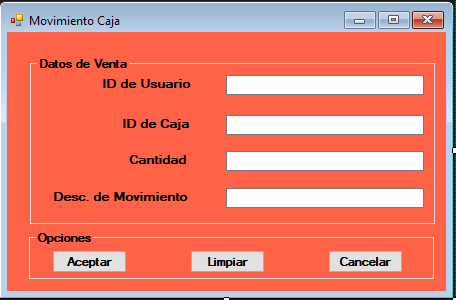 Movimiento Caja
Datos de Venta
ID de Usuario
ID de Caja
Cantidad
Desc. de Movimiento
Opciones
Aceptar Limpiar Cancelar